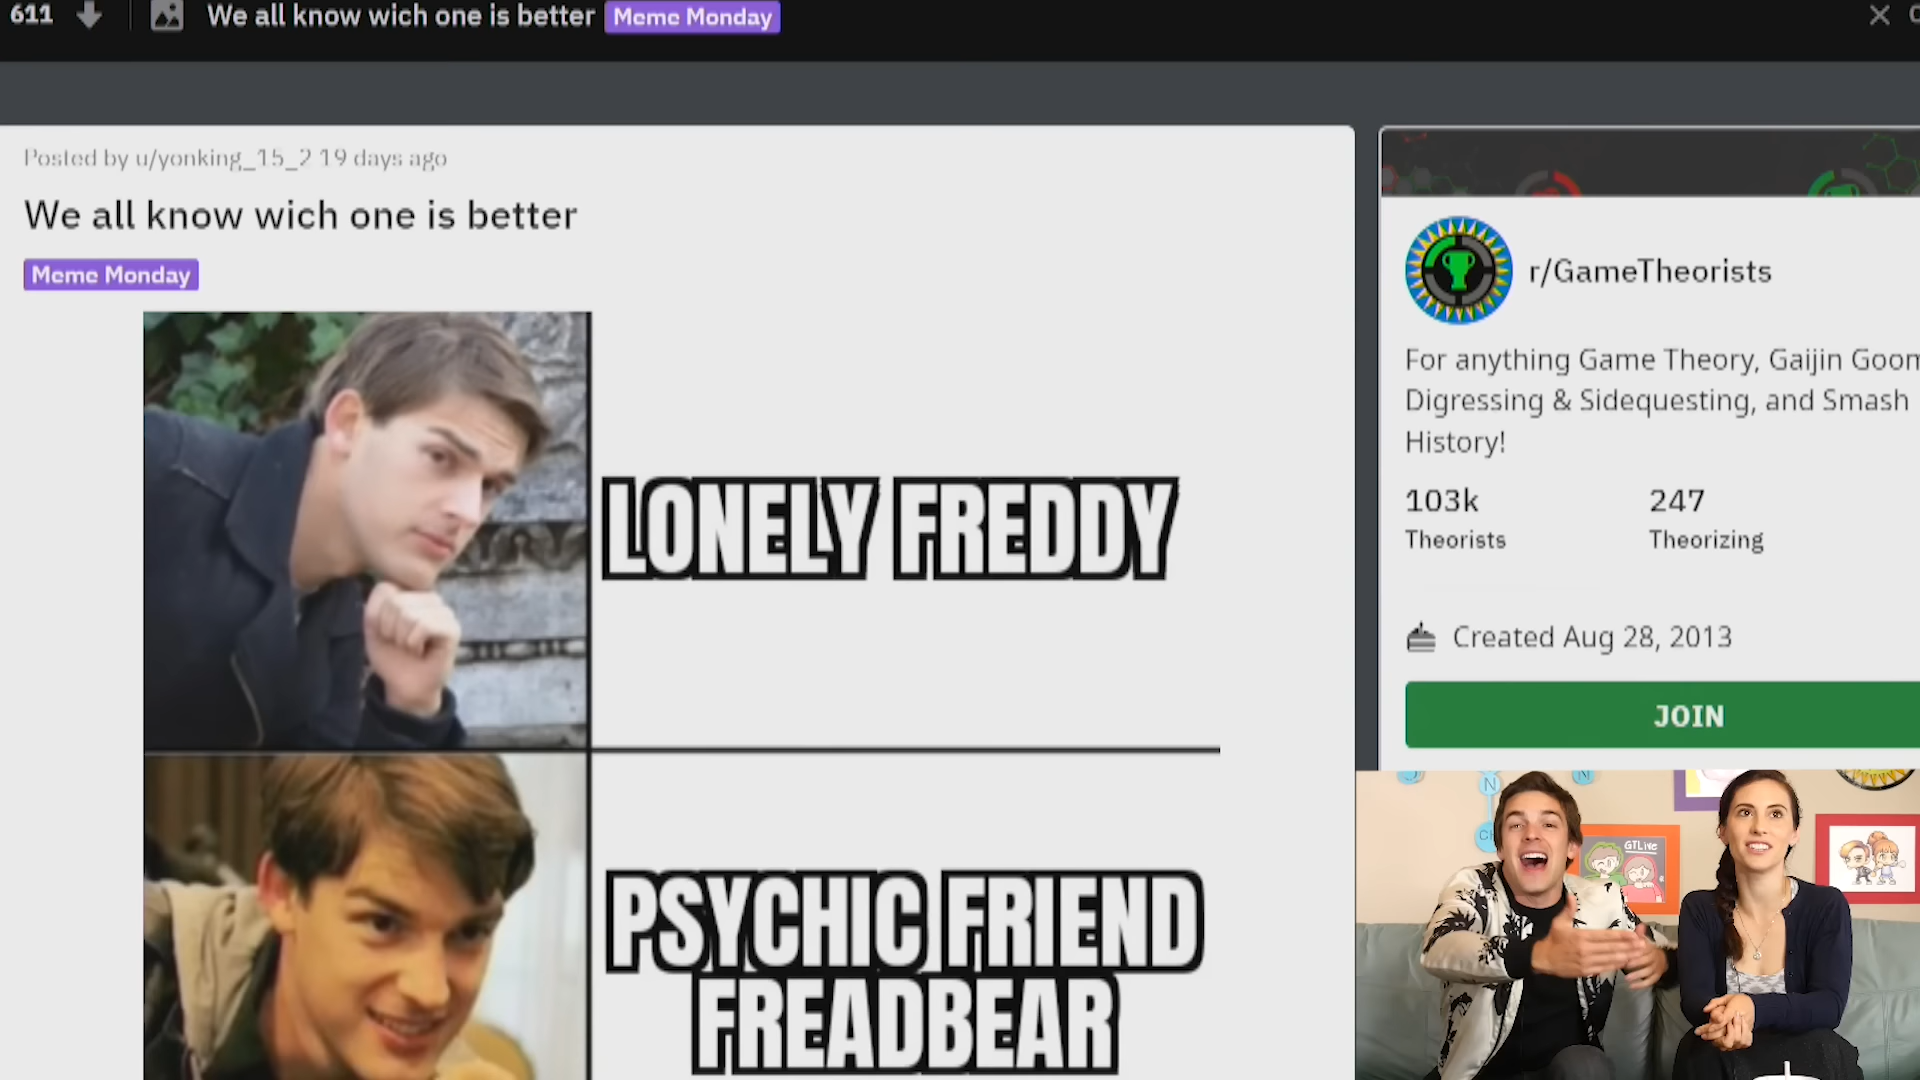 611
We all know wich one is better
Meme Monday
Posted by u/yonking_15_2 19 days ago
We all know wich one is better
Meme Monday
LONELY FREDDY
PSYCHIC FRIEND
FREADBEAR
r/GameTheorists
For anything Game Theory, Gaijin Goom
Digressing & Sidequesting, and Smash
History!
103k
247
Theorists
Theorizing
Created Aug 28, 2013
JOIN
GTLive